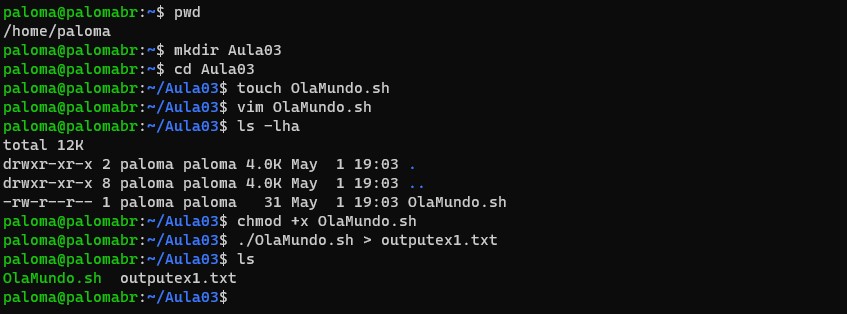 paloma@palomabr:~$ pwd
/home/paloma
paloma@palomabr:~$ mkdir Aula03
paloma@palomabr:~$ cd Aula03
paloma@palomabr:~/Aula03$ touch OlaMundo.sh
paloma@palomabr:~/Aula03$ vim OlaMundo.sh
paloma@palomabr:~/Aula03$ ls -lha
total 12K
drwxr-xr-x 2 paloma paloma 4.0K May  1 19:03 .
drwxr-xr-x 8 paloma paloma 4.0K May  1 19:03 ..
-rw-r--r-- 1 paloma paloma   31 May  1 19:03 OlaMundo.sh
paloma@palomabr:~/Aula03$ chmod +x OlaMundo.sh
paloma@palomabr:~/Aula03$ ./OlaMundo.sh > outputex1.txt
paloma@palomabr:~/Aula03$ ls
OlaMundo.sh  outputex1.txt
paloma@palomabr:~/Aula03$